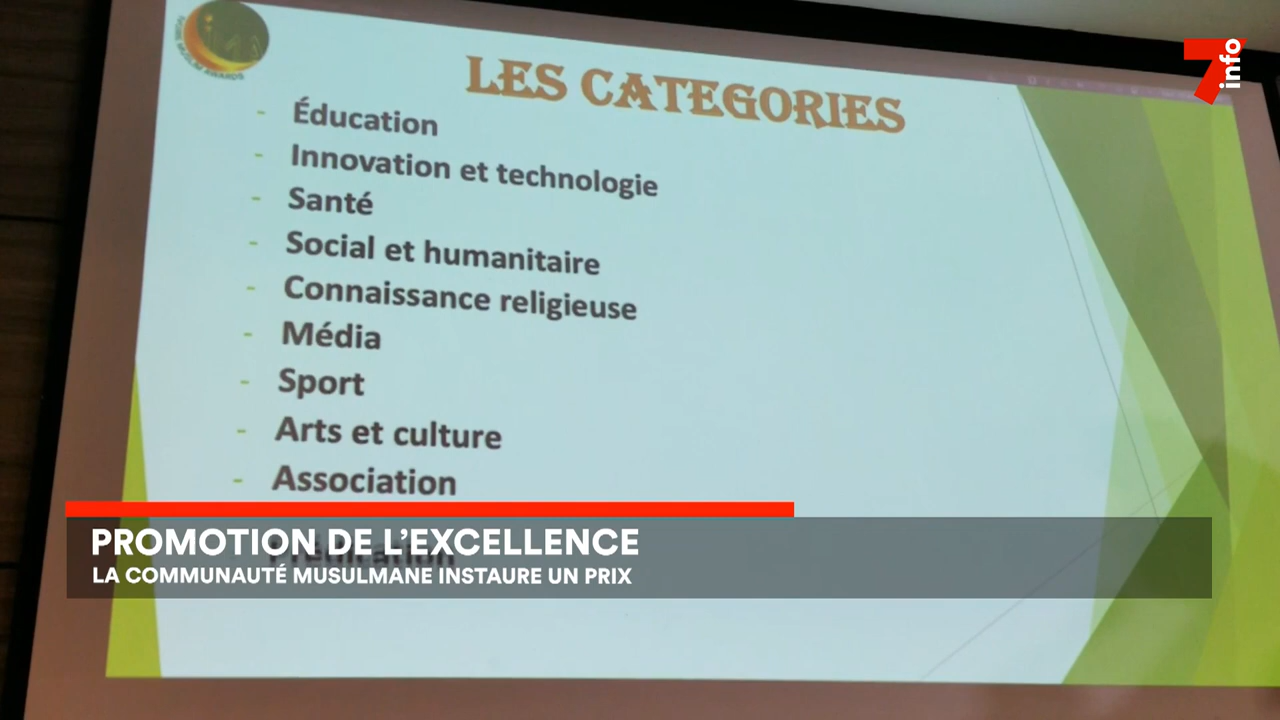 7info
LES CATEGORIES
- Éducation
- Innovation et technologie
- Santé
- Social et humanitaire
- Connaissance religieuse
- Média
- Sport
- Arts et culture
- Association
PROMOTION DE L'EXCELLENCE
LA COMMUNAUTÉ MUSULMANE INSTAURE UN PRIX